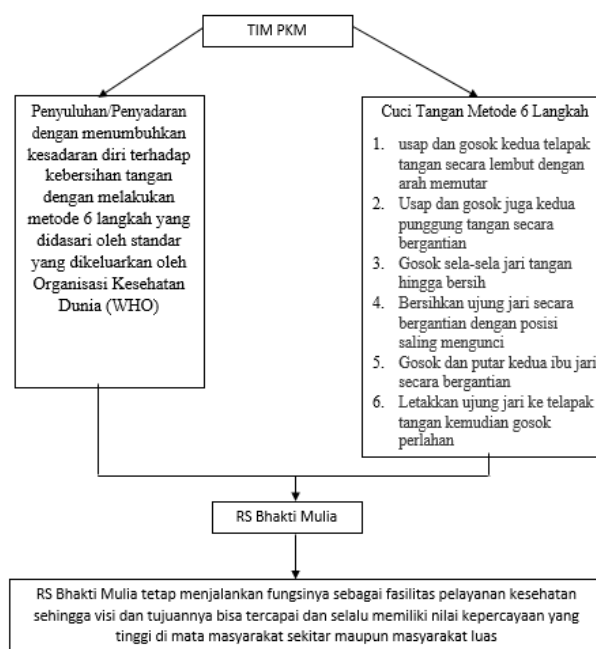 TIM PKM
Penyuluhan/Penyadaran
dengan menumbuhkan
kesadaran diri terhadap
kebersihan tangan
dengan melakukan
metode 6 langkah yang
didasari oleh standar
yang dikeluarkan oleh
Organisasi Kesehatan
Dunia (WHO)
Cuci Tangan Metode 6 Langkah
1. usap dan gosok kedua telapak
tangan secara lembut dengan
arah memutar
2. Usap dan gosok juga kedua
punggung tangan secara
bergantian
3. Gosok sela-sela jari tangan
hingga bersih
4. Bersihkan ujung jari secara
bergantian dengan posisi
saling mengunci
5. Gosok dan putar kedua ibu jari
secara bergantian
6. Letakkan ujung jari ke telapak
tangan kemudian gosok
perlahan
RS Bhakti Mulia
RS Bhakti Mulia tetap menjalankan fungsinya sebagai fasilitas pelayanan kesehatan
sehingga visi dan tujuannya bisa tercapai dan selalu memiliki nilai kepercayaan yang
tinggi di mata masyarakat sekitar maupun masyarakat luas